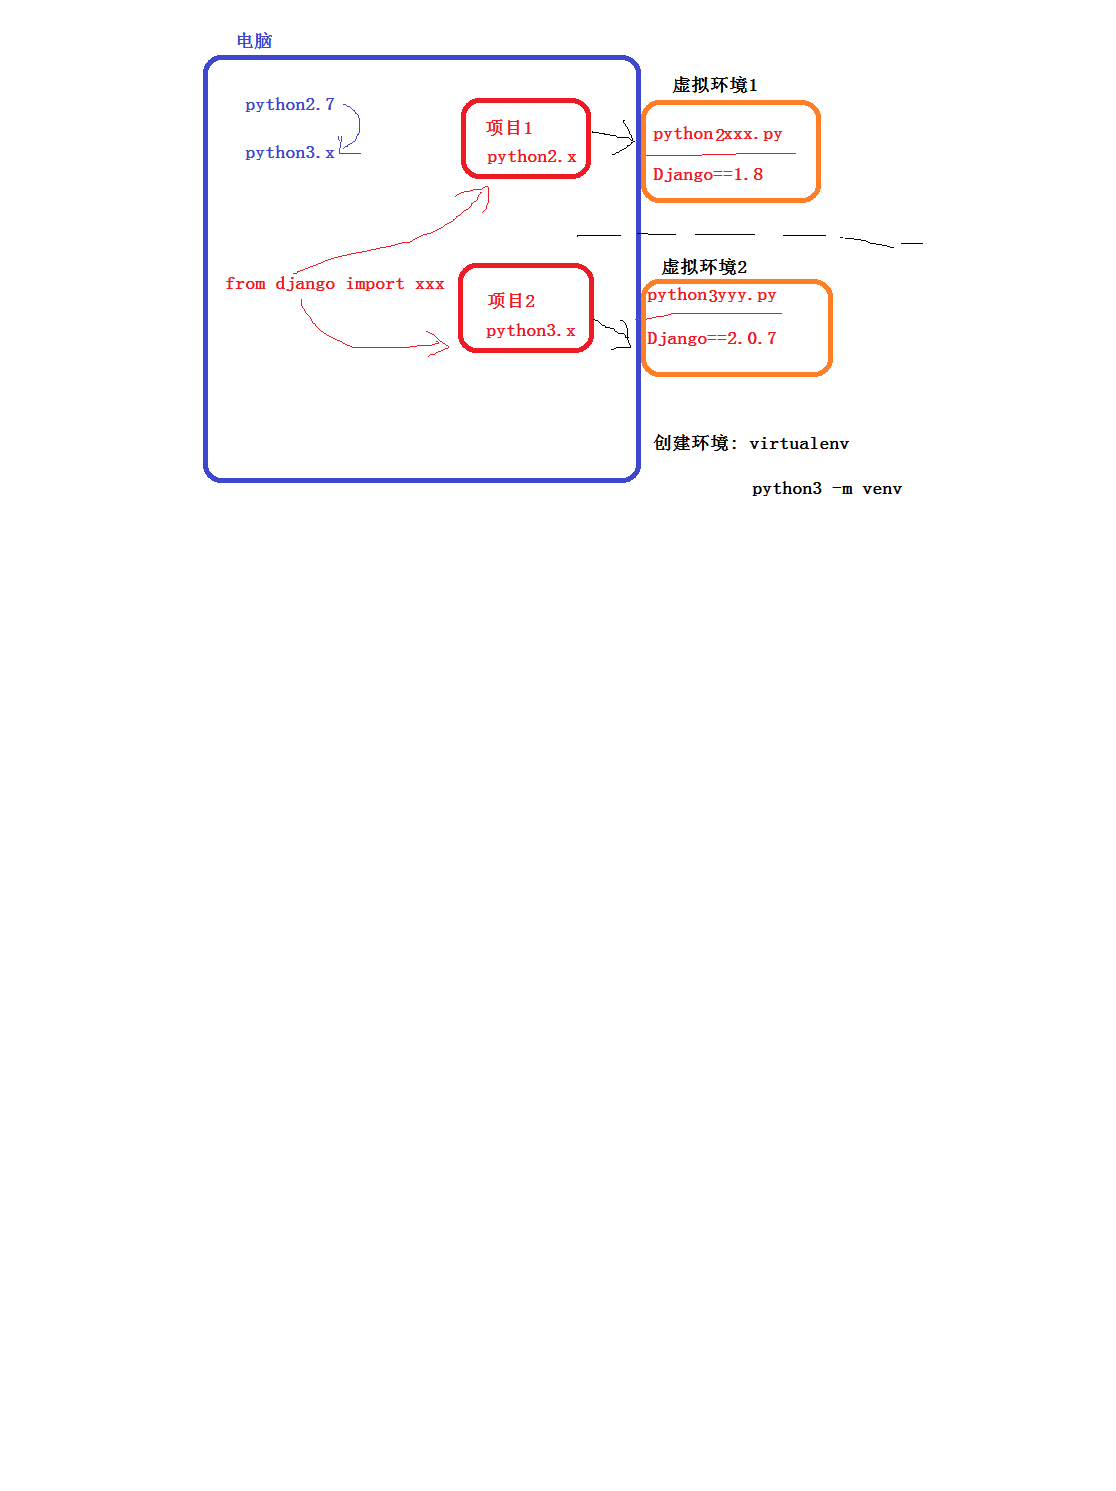 电脑
python2.7
python3.x
项目1
python2.x
from django import xxx
项目2
python3.x
虚拟环境1
python2xxx.py
Django==1.8
虚拟环境2
python3yyy.py
Django==2.0.7
创建环境: virtualenv
python3 -m venv